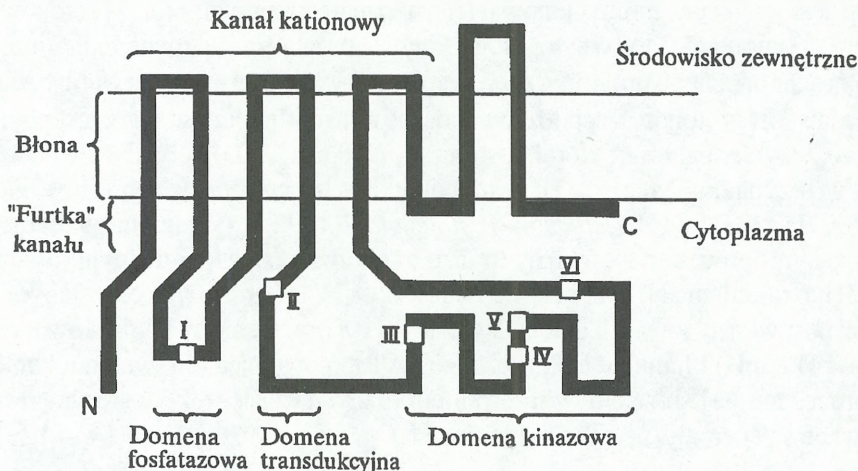 Kanał kationowy
Środowisko zewnętrzne
Błona
"Furtka"
kanału
C
Cytoplazma
I
II
III
VI
V
IV
N
Domena
fosfatazowa
Domena
transdukcyjna
Domena kinazowa